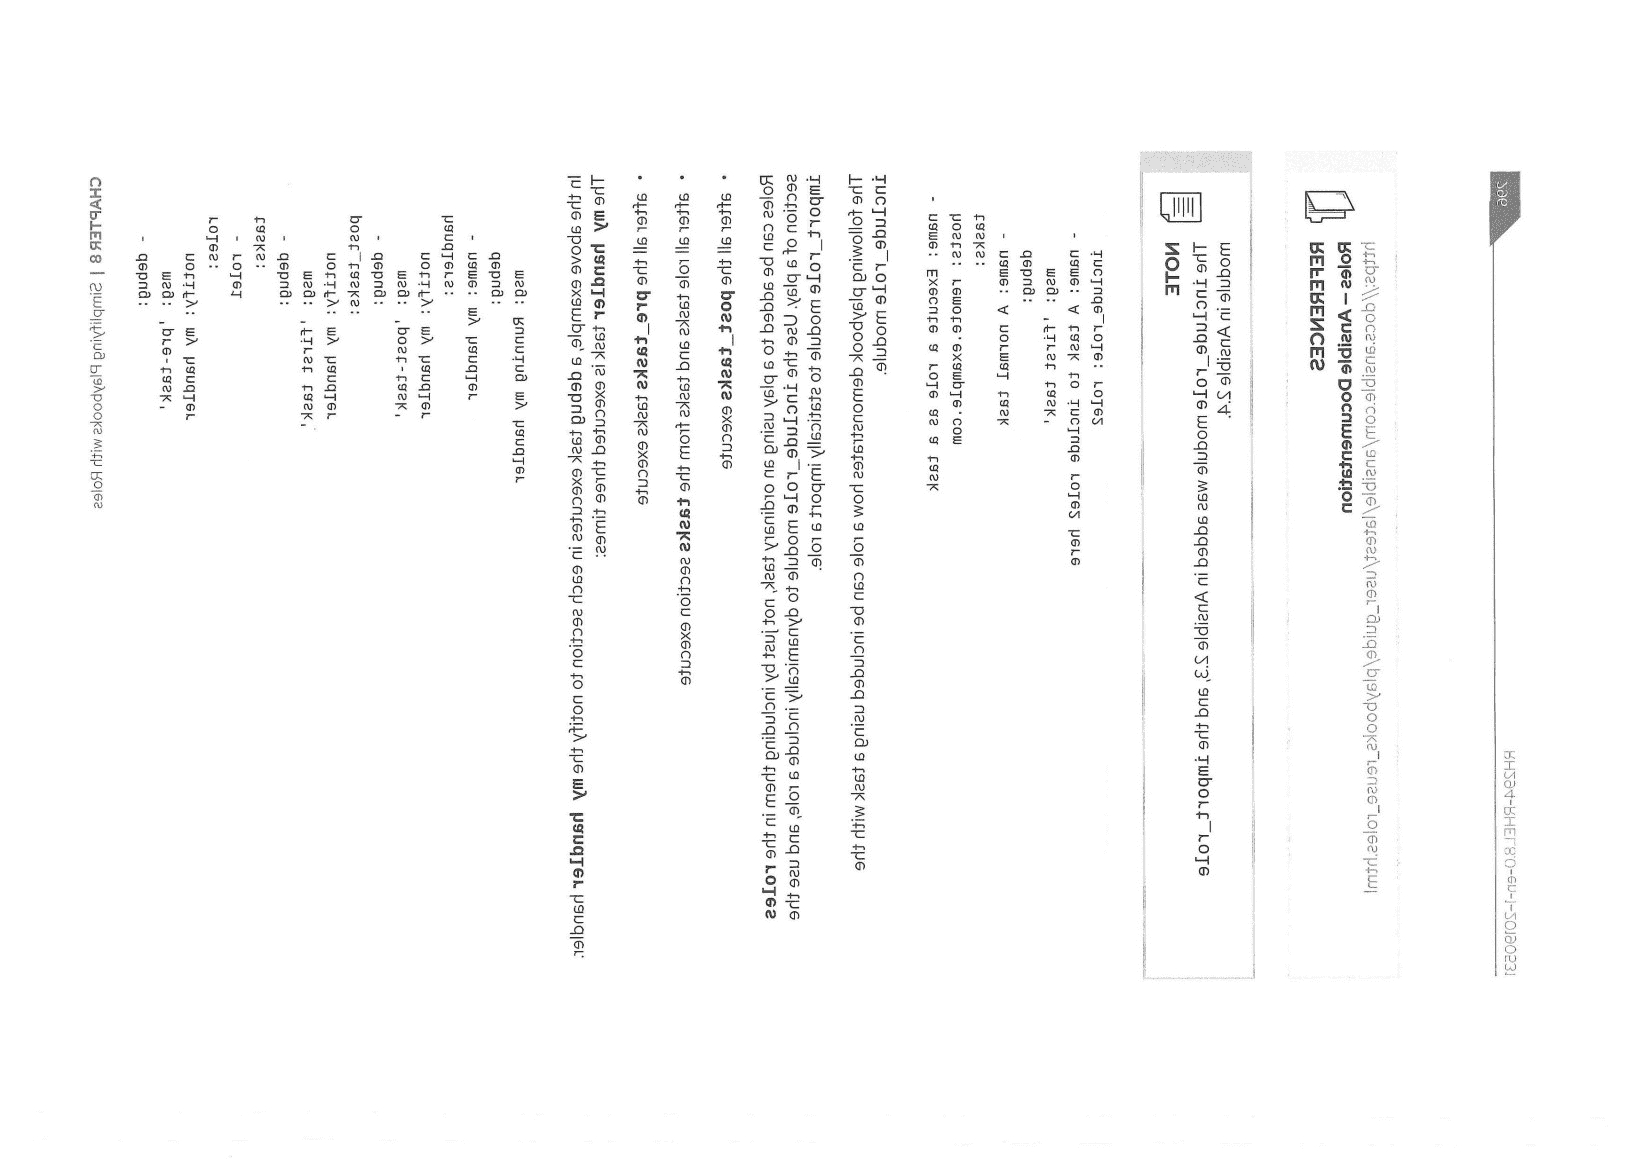 CHAPTER 8 | Simplifying Playbooks with Roles
- debug:
msg: 'pre-task'
notify: my handler
roles:
- role1
tasks:
- debug:
msg: 'first task'
notify: my handler
post_tasks:
- debug:
msg: 'post-task'
notify: my handler
handlers:
- name: my handler
debug:
msg: Running my handler
In the above example, a debug task executes in each section to notify the my handler handler.
The my handler task is executed three times:
• after all the pre_tasks tasks execute
• after all role tasks and tasks from the tasks section execute
• after all the post_tasks execute
Roles can be added to a play using an ordinary task, not just by including them in the roles
section of a play. Use the include_role module to dynamically include a role, and use the
import_role module to statically import a role.
The following playbook demonstrates how a role can be included using a task with the
include_role module.
- name: Execute a role as a task
hosts: remote.example.com
tasks:
- name: A normal task
debug:
msg: 'first task'
- name: A task to include role2 here
include_role: role2
NOTE
The include_role module was added in Ansible 2.3, and the import_role
module in Ansible 2.4.
REFERENCES
Roles — Ansible Documentation
https://docs.ansible.com/ansible/latest/user_guide/playbooks_reuse_roles.html
266
RH294-RHEL8.0-en-1-20190531